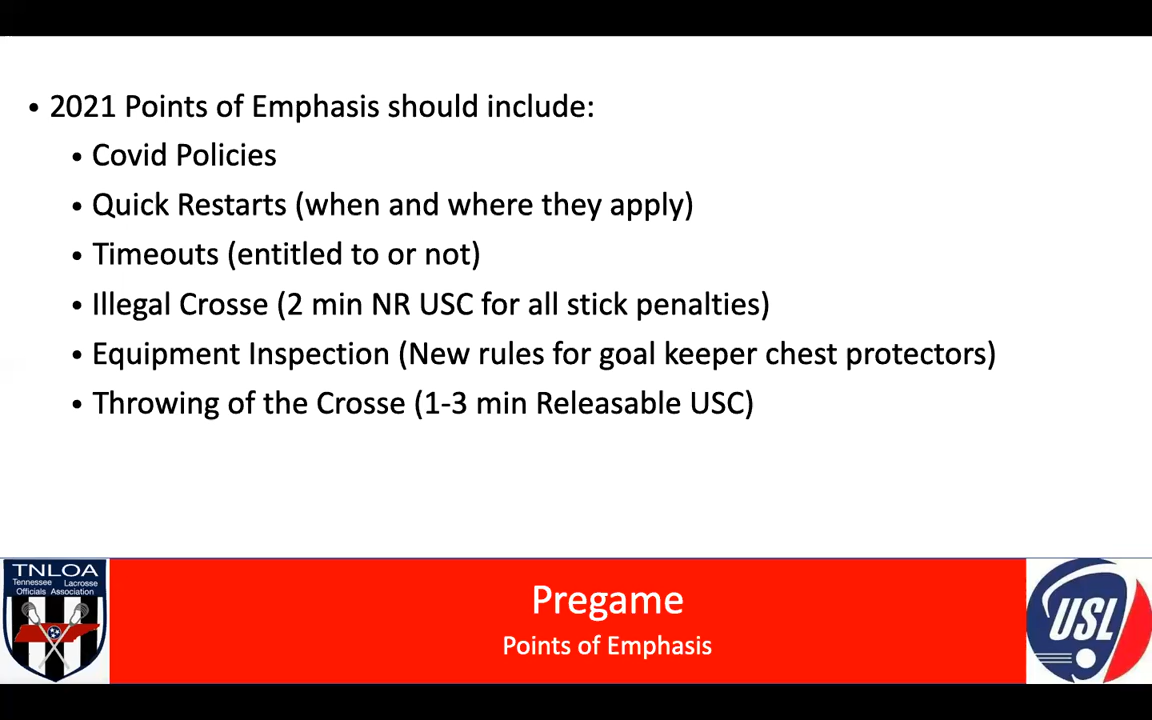 • 2021 Points of Emphasis should include:
• Covid Policies
• Quick Restarts (when and where they apply)
• Timeouts (entitled to or not)
• Illegal Crosse (2 min NR USC for all stick penalties)
• Equipment Inspection (New rules for goal keeper chest protectors)
• Throwing of the Crosse (1-3 min Releasable USC)
TNLOA
Tennessee Lacrosse
Officials Association
Pregame
Points of Emphasis
USL